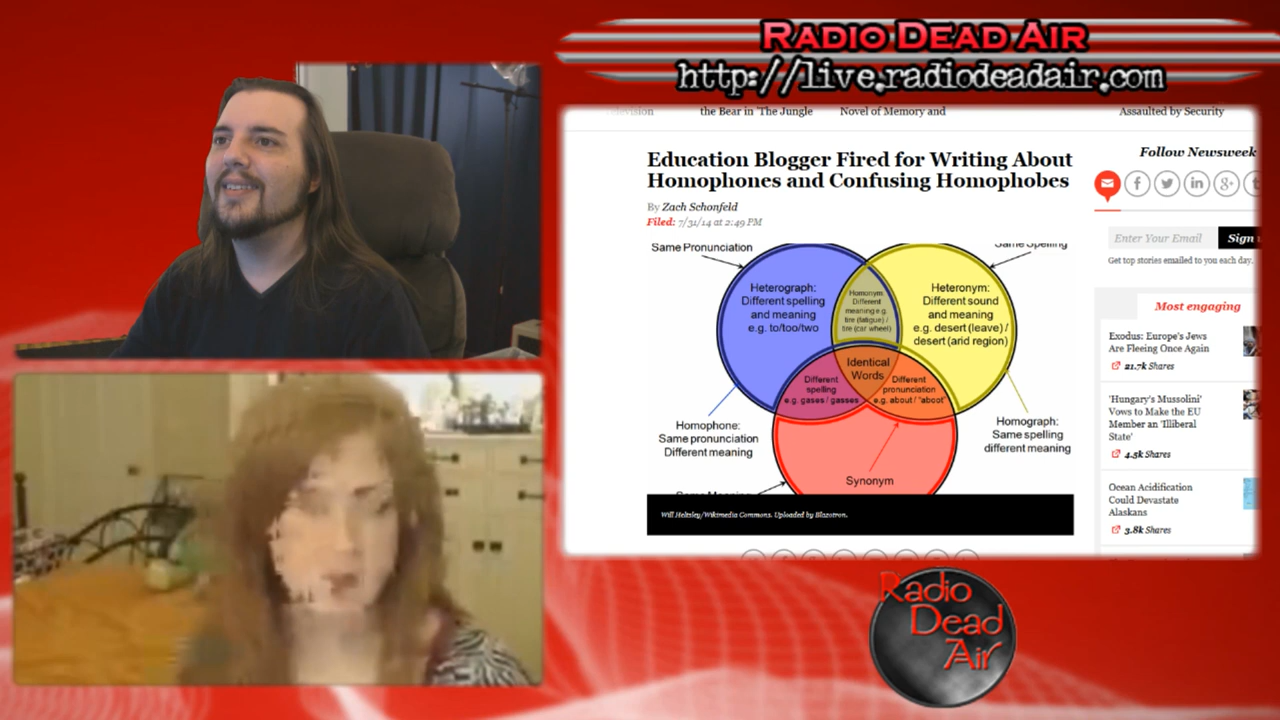 RADIO DEAD AIR
http://live.radiodeadair.com
Television
the Bear in 'The Jungle
Novel of Memory and
Assaulted by Security
Education Blogger Fired for Writing About
Homophones and Confusing Homophobes
By Zach Schonfeld
Filed: 7/31/14 at 2:49 PM
Same Pronunciation
Same Spelling
Heterograph:
Different spelling
and meaning
e.g. to/too/two
Homonym:
Different
meaning e.g.
tire (fatigue) /
tire (car wheel)
Heteronym:
Different sound
and meaning
e.g. desert (leave) /
desert (arid region)
Identical
Words
Different
spelling
e.g. gases / gasses
Different
pronunciation
e.g. about / "aboot"
Homophone:
Same pronunciation
Different meaning
Homograph:
Same spelling
different meaning
Synonym
Same Meaning
Will Heltsley/Wikimedia Commons. Uploaded by Blazotron.
Follow Newsweek
Enter Your Email
Sign
Get top stories emailed to you each day.
Most engaging
Exodus: Europe's Jews
Are Fleeing Once Again
21.7k Shares
'Hungary's Mussolini'
Vows to Make the EU
Member an 'Illiberal
State'
4.5k Shares
Ocean Acidification
Could Devastate
Alaskans
3.8k Shares
Radio
Dead
Air